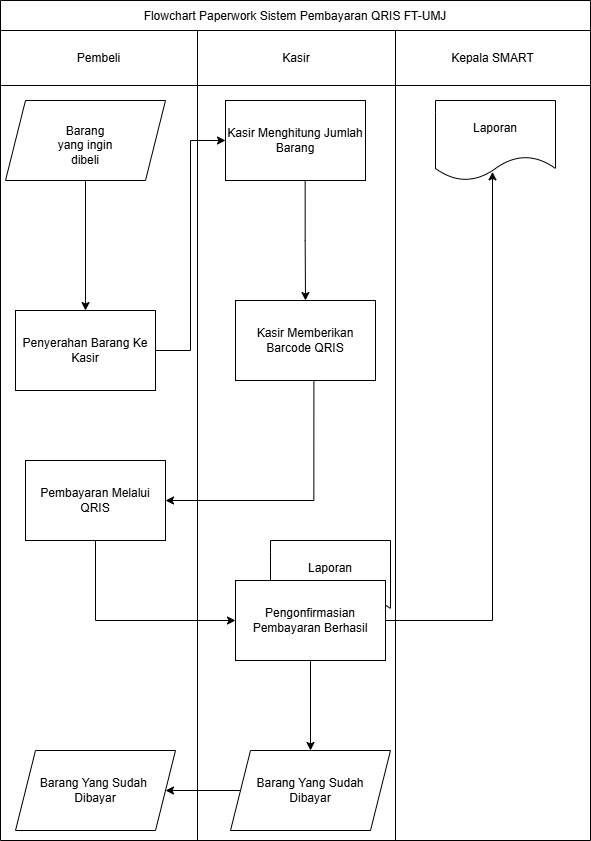 Flowchart Paperwork Sistem Pembayaran QRIS FT-UMJ
Pembeli
Kasir
Kepala SMART
Barang
yang ingin
dibeli
Kasir Menghitung Jumlah
Barang
Laporan
Penyerahan Barang Ke
Kasir
Kasir Memberikan
Barcode QRIS
Pembayaran Melalui
QRIS
Laporan
Pengonfirmasian
Pembayaran Berhasil
Barang Yang Sudah
Dibayar
Barang Yang Sudah
Dibayar